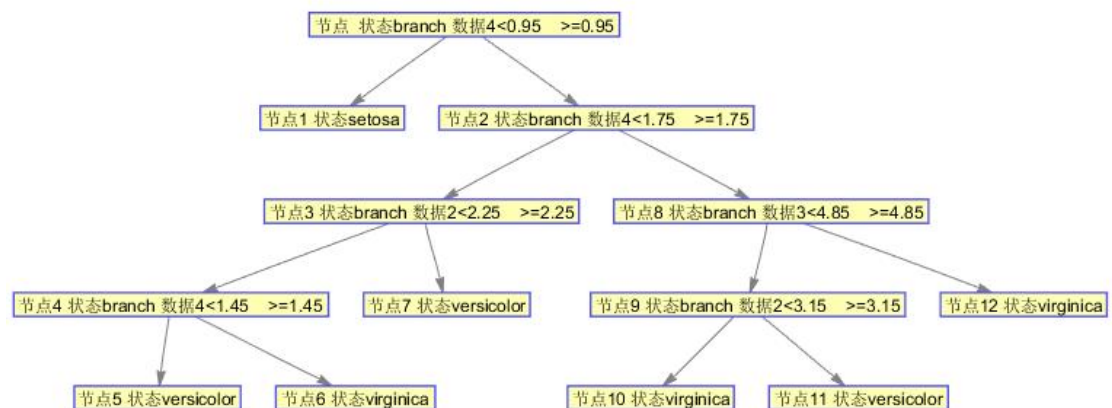 节点 状态branch 数据4<0.95 >=0.95
节点1 状态setosa
节点2 状态branch 数据4<1.75 >=1.75
节点3 状态branch 数据2<2.25 >=2.25
节点8 状态branch 数据3<4.85 >=4.85
节点4 状态branch 数据4<1.45 >=1.45
节点7 状态versicolor
节点9 状态branch 数据2<3.15 >=3.15
节点12 状态virginica
节点5 状态versicolor
节点6 状态virginica
节点10 状态virginica
节点11 状态versicolor